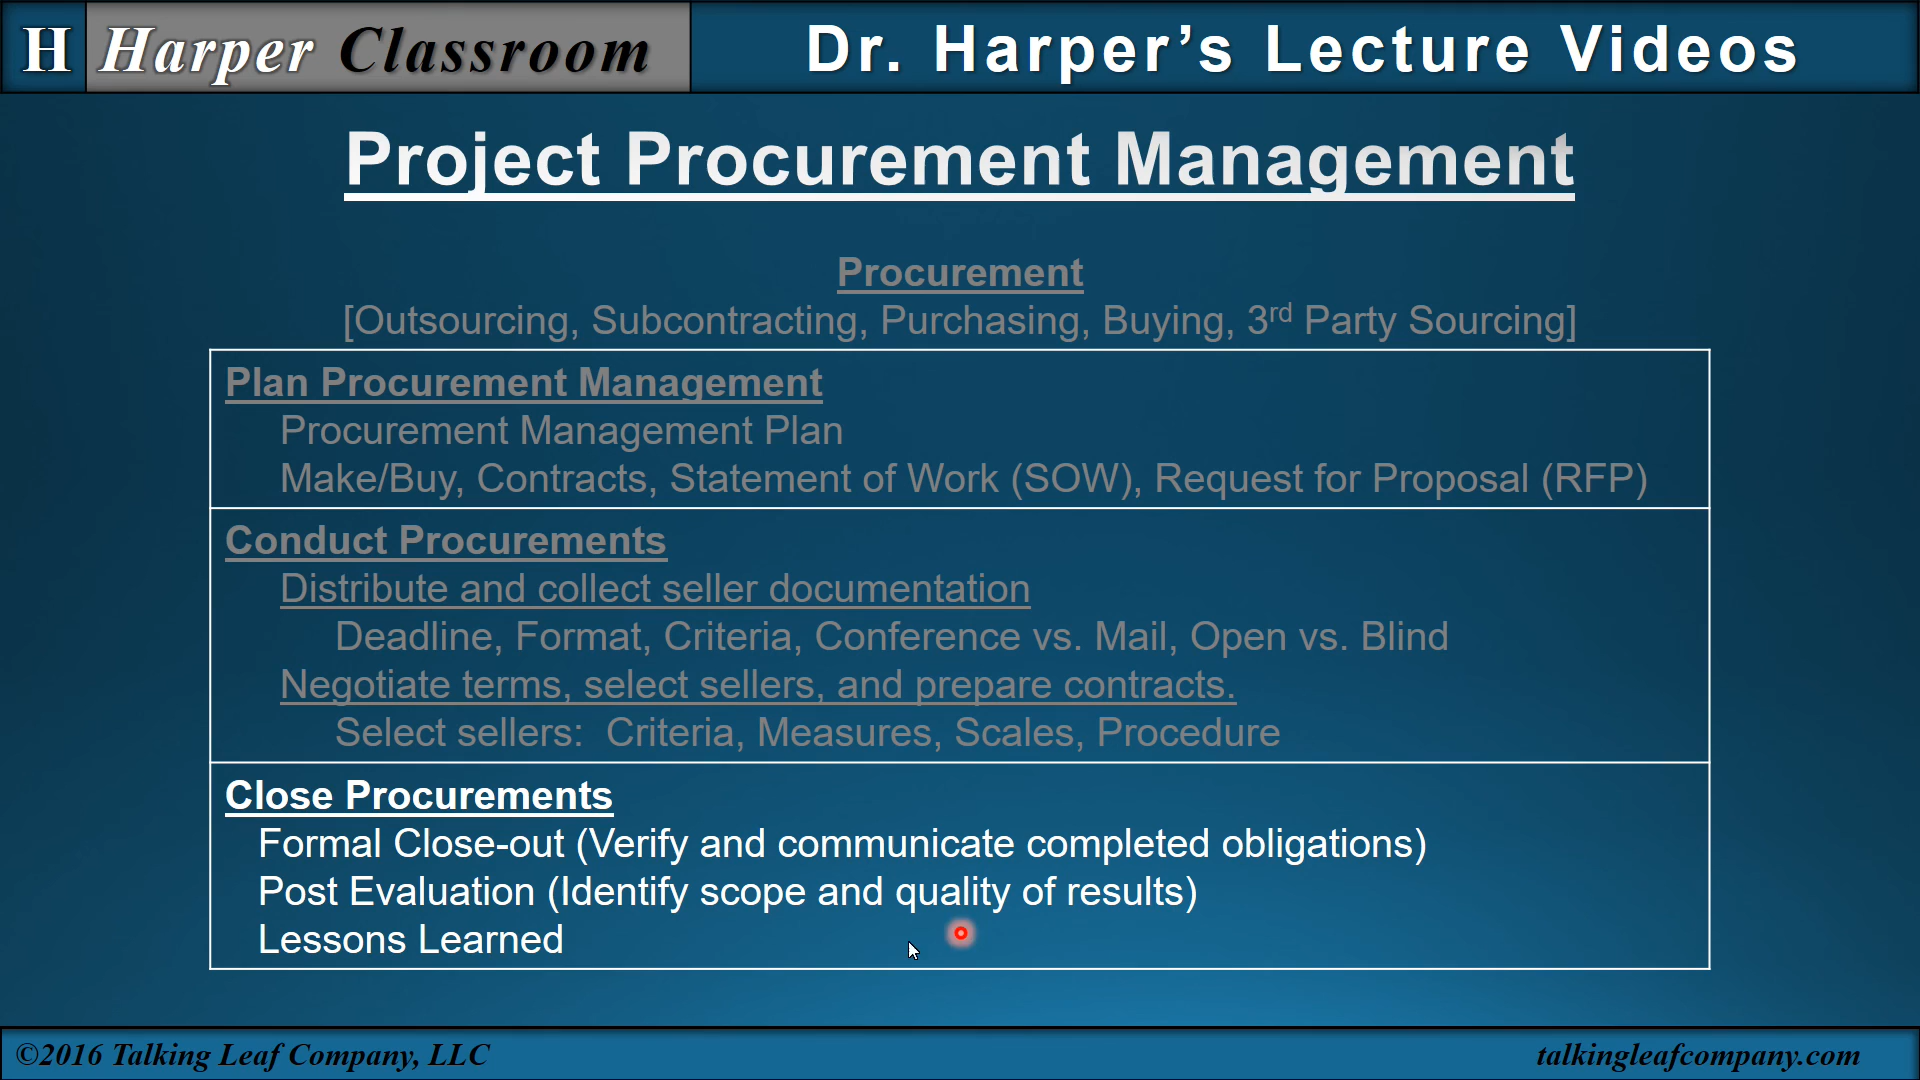 H Harper Classroom
Dr. Harper’s Lecture Videos
Project Procurement Management
Procurement
[Outsourcing, Subcontracting, Purchasing, Buying, 3rd Party Sourcing]
Plan Procurement Management
Procurement Management Plan
Make/Buy, Contracts, Statement of Work (SOW), Request for Proposal (RFP)
Conduct Procurements
Distribute and collect seller documentation
Deadline, Format, Criteria, Conference vs. Mail, Open vs. Blind
Negotiate terms, select sellers, and prepare contracts.
Select sellers: Criteria, Measures, Scales, Procedure
Close Procurements
Formal Close-out (Verify and communicate completed obligations)
Post Evaluation (Identify scope and quality of results)
Lessons Learned
©2016 Talking Leaf Company, LLC
talkingleafcompany.com